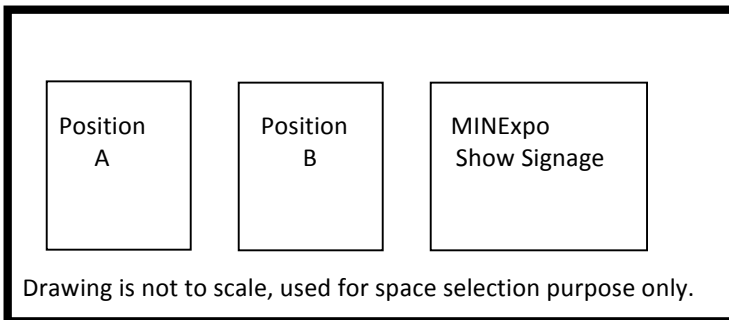 Position
A
Position
B
MINExpo
Show Signage
Drawing is not to scale, used for space selection purpose only.